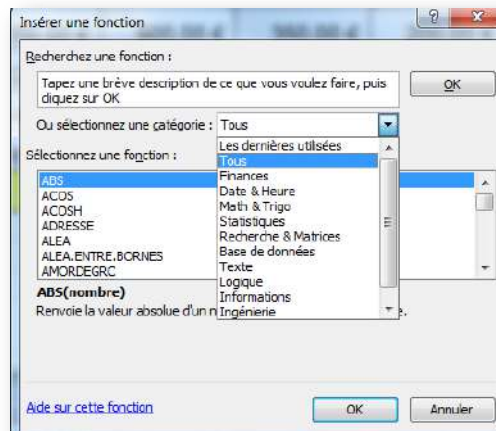 Insérer une fonction
Recherchez une fonction :
Tapez une brève description de ce que vous voulez faire, puis
cliquez sur OK
OK
Ou sélectionnez une catégorie : Tous
Les dernières utilisées
Tous
Finances
Date & Heure
Math & Trigo
Statistiques
Recherche & Matrices
Base de données
Texte
Logique
Informations
Ingénierie
Sélectionnez une fonction :
ABS
ACOS
ACOSH
ADRESSE
ALEA
ALEA.ENTRE.BORNES
AMORDEGRC
ABS(nombre)
Renvoie la valeur absolue d'un n
e.
Aide sur cette fonction
OK
Annuler